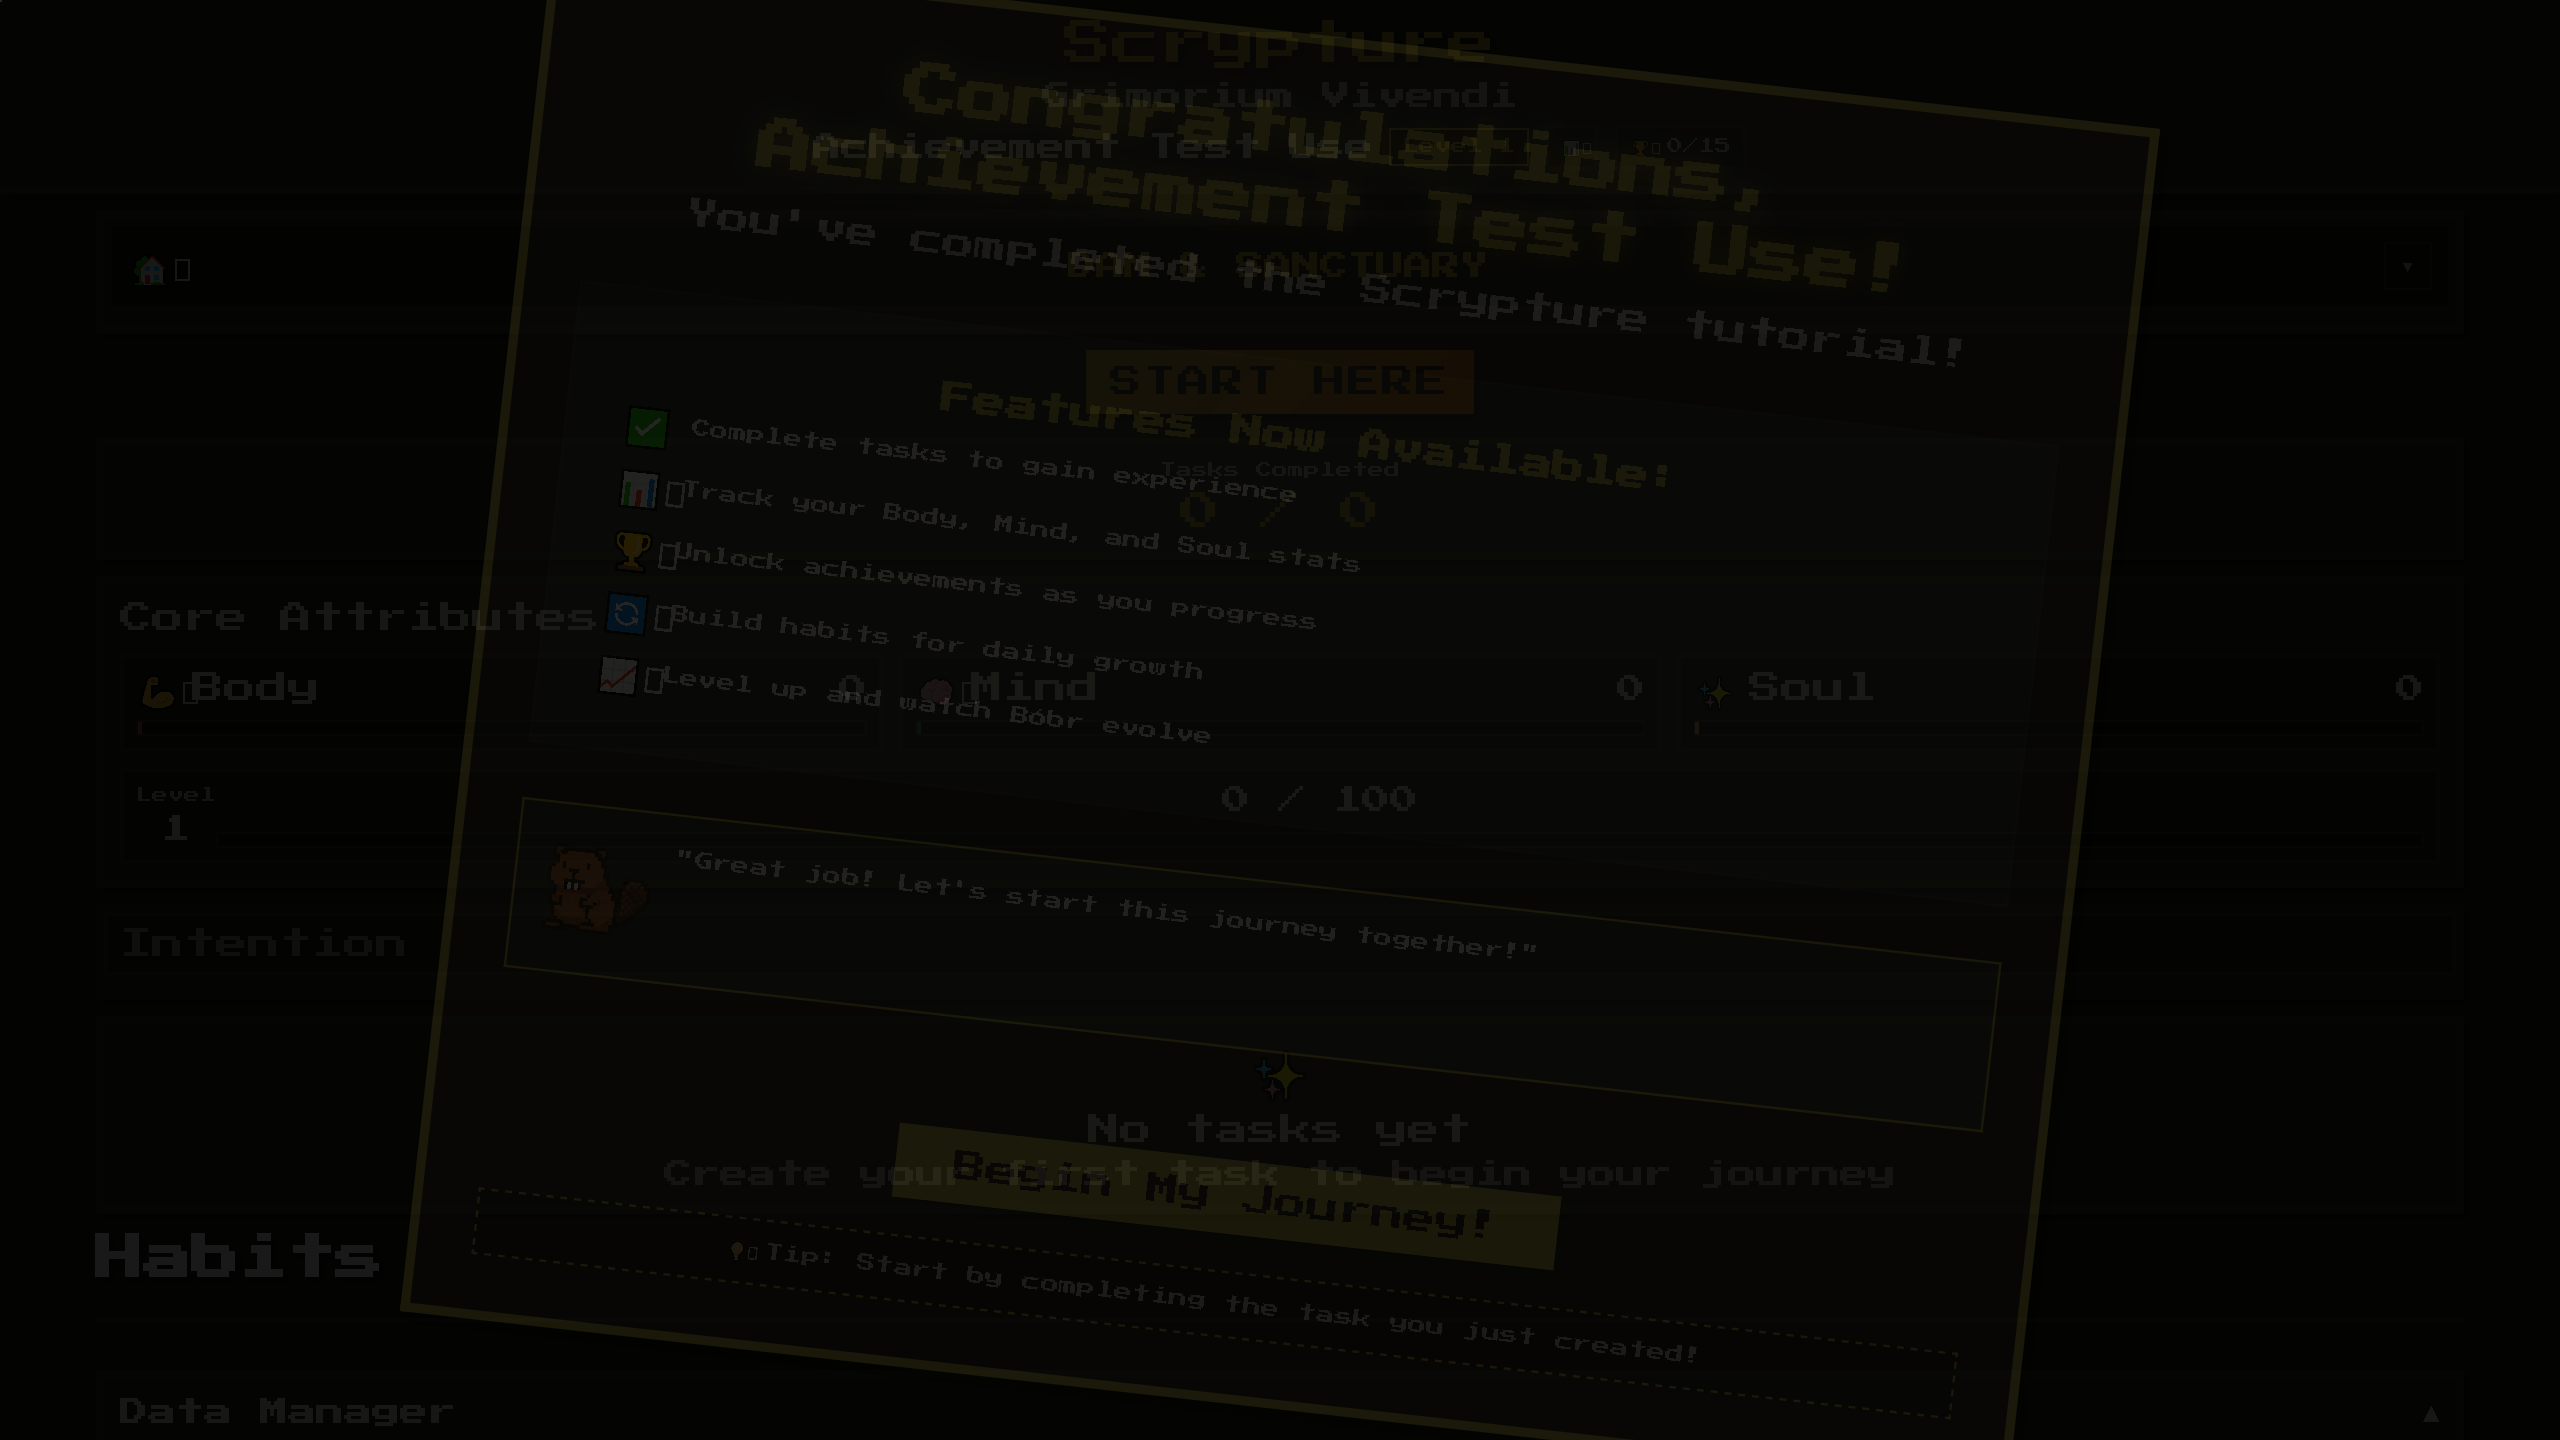 Scrypture
Grimorium Vivendi
Achievement Test Use
Level 1
0/15
Congratulations,
Achievement Test Use!
You've completed the Scrypture tutorial!
SANCTUARY
START HERE
Features Now Available:
Complete tasks to gain experience
Track your Body, Mind, and Soul stats
Unlock achievements as you progress
Build habits for daily growth
Level up and watch Bóbr evolve
Tasks Completed
0 / 0
Core Attributes
Body 0
Mind 0
Soul 0
Level
1
0 / 100
"Great job! Let's start this journey together!"
Intention
No tasks yet
Create your first task to begin your journey
Begin My Journey!
Tip: Start by completing the task you just created!
Habits
Data Manager